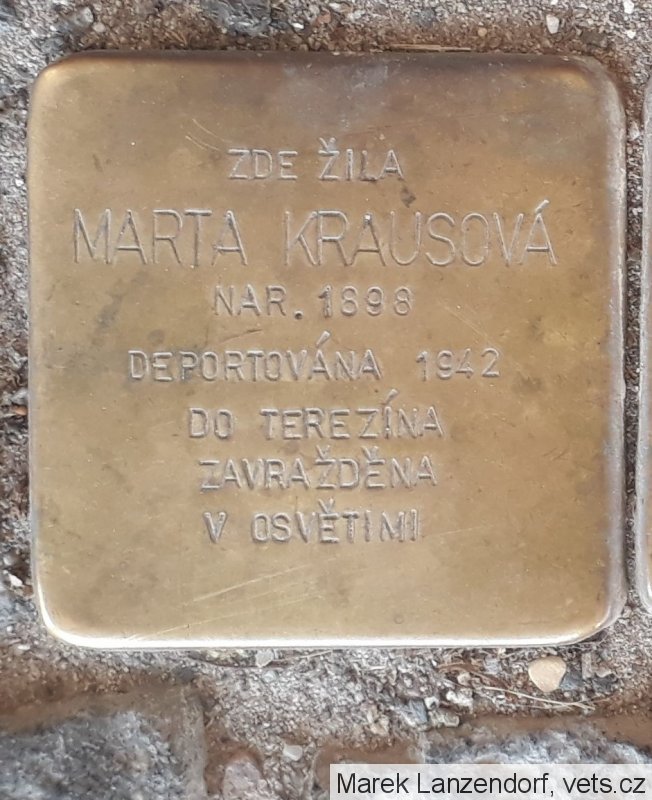 ZDE ŽILA
MARTA KRAUSOVÁ
NAR. 1898
DEPORTOVÁNA 1942
DO TEREZÍNA
ZAVRAŽDĚNA
V OSVĚTIMI
Marek Lanzendorf, vets.cz